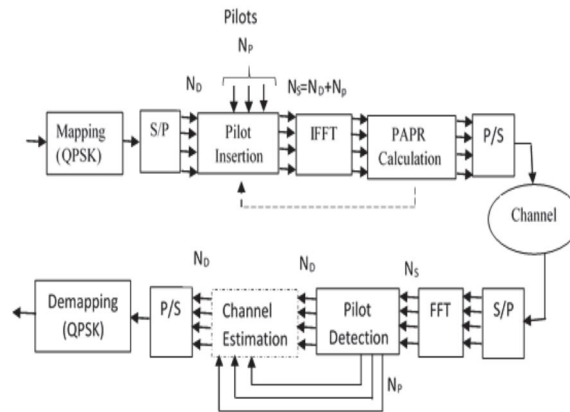 Pilots
Np
ND
NS=ND+Np
Mapping
(QPSK)
S/P
Pilot
Insertion
IFFT
PAPR
Calculation
P/S
Channel
ND
ND
NS
Demapping
(QPSK)
P/S
Channel
Estimation
Pilot
Detection
FFT
S/P
Np